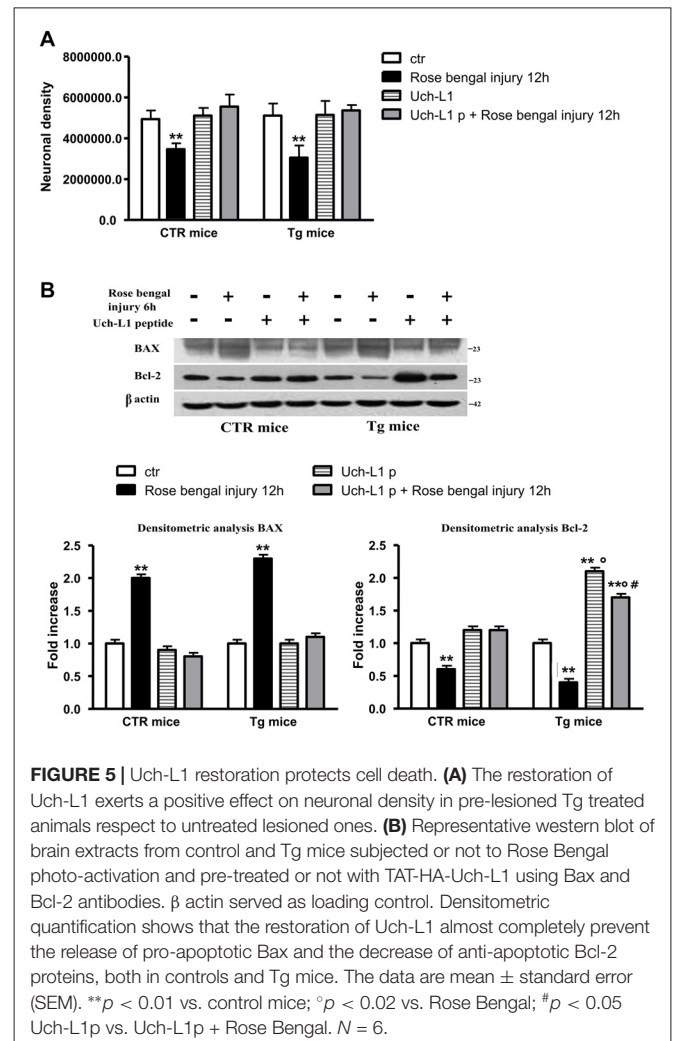 A
8000000.0
6000000.0
4000000.0
2000000.0
0.0
Neuronal density
**
**
CTR mice
Tg mice
ctr
Rose bengal injury 12h
Uch-L1
Uch-L1 p + Rose bengal injury 12h
B
Rose bengal
injury 6h
- + - + - + - +
Uch-L1 peptide
- - + + - - + +
BAX
-23
Bcl-2
-23
β actin
-42
CTR mice
Tg mice
ctr
Uch-L1 p
Rose bengal injury 12h
Uch-L1 p + Rose bengal injury 12h
Densitometric analysis BAX
2.5
2.0
1.5
1.0
0.5
0.0
Fold increase
**
**
CTR mice
Tg mice
Densitometric analysis Bcl-2
2.5
2.0
1.5
1.0
0.5
0.0
Fold increase
**
**
** °
**° #
CTR mice
Tg mice
FIGURE 5 | Uch-L1 restoration protects cell death. (A) The restoration of
Uch-L1 exerts a positive effect on neuronal density in pre-lesioned Tg treated
animals respect to untreated lesioned ones. (B) Representative western blot of
brain extracts from control and Tg mice subjected or not to Rose Bengal
photo-activation and pre-treated or not with TAT-HA-Uch-L1 using Bax and
Bcl-2 antibodies. β actin served as loading control. Densitometric
quantification shows that the restoration of Uch-L1 almost completely prevent
the release of pro-apoptotic Bax and the decrease of anti-apoptotic Bcl-2
proteins, both in controls and Tg mice. The data are mean ± standard error
(SEM). **p < 0.01 vs. control mice; °p < 0.02 vs. Rose Bengal; #p < 0.05
Uch-L1p vs. Uch-L1p + Rose Bengal. N = 6.